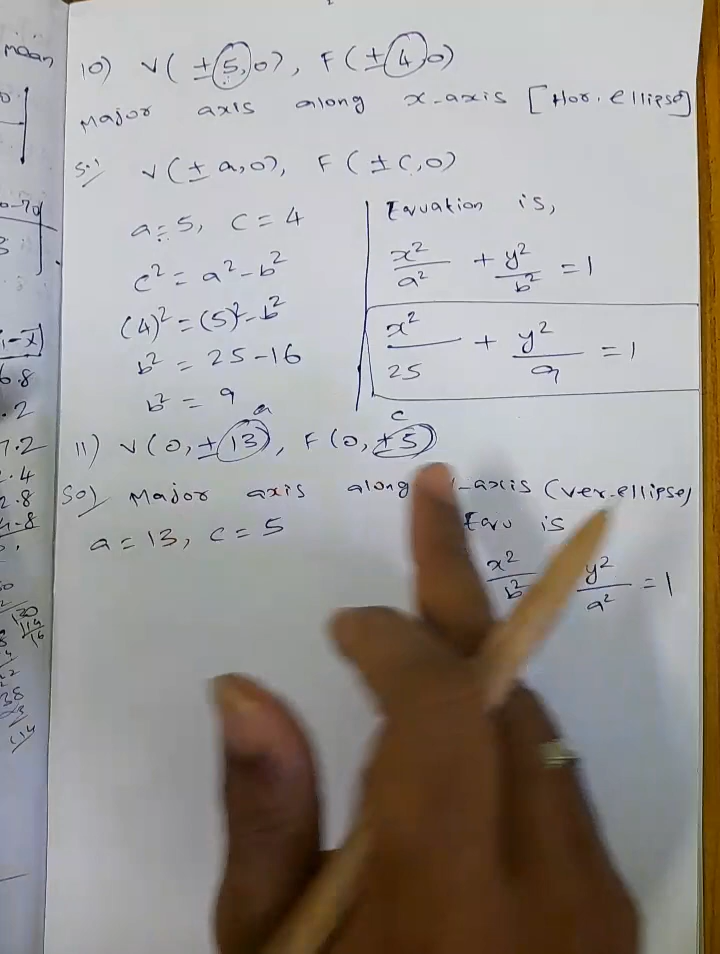 mean
10) V(±5,0), F(±4,0)
Major axis along x-axis [Hor. ellipse]
Sol
V(±a,0), F(±c,0)
a=5, c=4
c² = a²-b²
(4)² = (5)²-b²
b² = 25-16
b² = 9
Equation is,
x²/a² + y²/b² = 1
x²/25 + y²/9 = 1
a c
11) V(0,±13), F(0,±5)
Sol Major axis along -axis (ver.ellipse)
a=13, c=5
Equ is
x²/b² y²/a² = 1